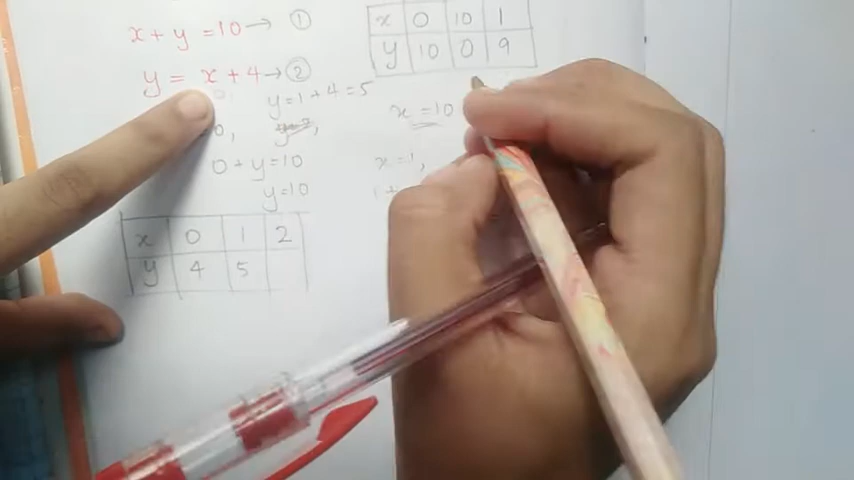 x + y = 10 → ①
y = x + 4 → ②
y = 1 + 4 = 5
0 + y = 10
y = 10
x 0 1 2
y 4 5
x 0 10 1
y 10 0 9
x = 10
x = 1,